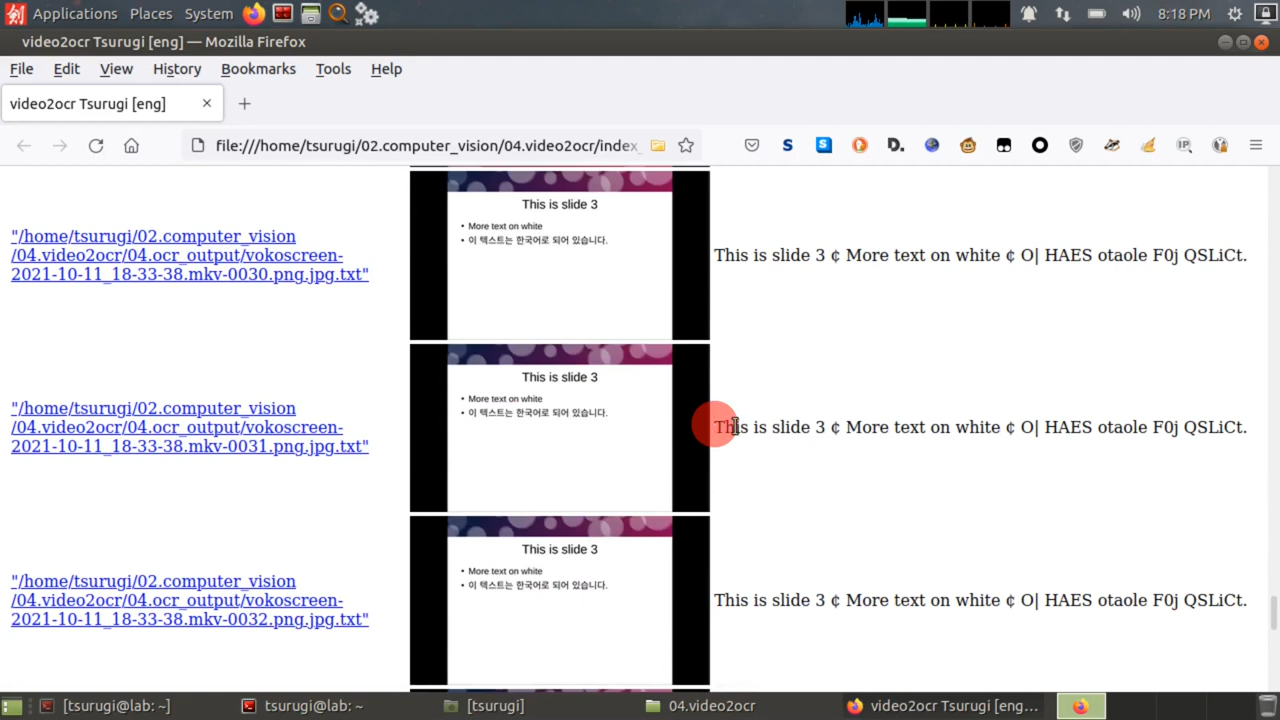 Applications Places System 8:18 PM
video2ocr Tsurugi [eng] — Mozilla Firefox
File Edit View History Bookmarks Tools Help
video2ocr Tsurugi [eng]
file:///home/tsurugi/02.computer_vision/04.video2ocr/index_
"/home/tsurugi/02.computer_vision
/04.video2ocr/04.ocr_output/vokoscreen-
2021-10-11_18-33-38.mkv-0030.png.jpg.txt"
This is slide 3
• More text on white
• 이 텍스트는 한국어로 되어 있습니다.
This is slide 3 ¢ More text on white ¢ O| HAES otaole F0j QSLiCt.
"/home/tsurugi/02.computer_vision
/04.video2ocr/04.ocr_output/vokoscreen-
2021-10-11_18-33-38.mkv-0031.png.jpg.txt"
This is slide 3
• More text on white
• 이 텍스트는 한국어로 되어 있습니다.
This is slide 3 ¢ More text on white ¢ O| HAES otaole F0j QSLiCt.
"/home/tsurugi/02.computer_vision
/04.video2ocr/04.ocr_output/vokoscreen-
2021-10-11_18-33-38.mkv-0032.png.jpg.txt"
This is slide 3
• More text on white
• 이 텍스트는 한국어로 되어 있습니다.
This is slide 3 ¢ More text on white ¢ O| HAES otaole F0j QSLiCt.
[tsurugi@lab: ~] tsurugi@lab: ~ [tsurugi] 04.video2ocr video2ocr Tsurugi [eng...